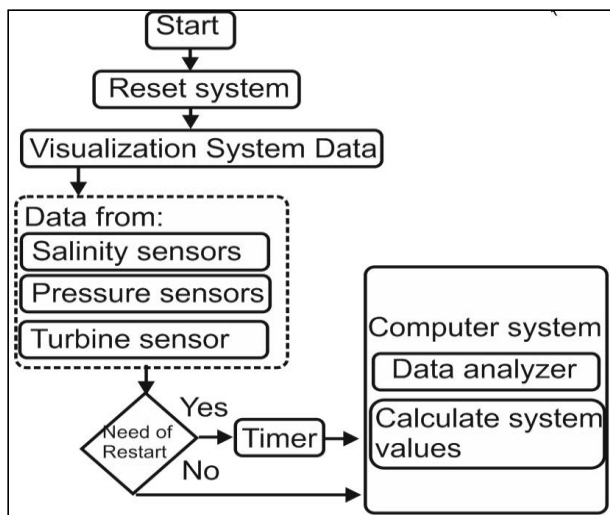 Start
Reset system
Visualization System Data
Data from:
Salinity sensors
Pressure sensors
Turbine sensor
Need of
Restart
Yes
Timer
No
Computer system
Data analyzer
Calculate system
values